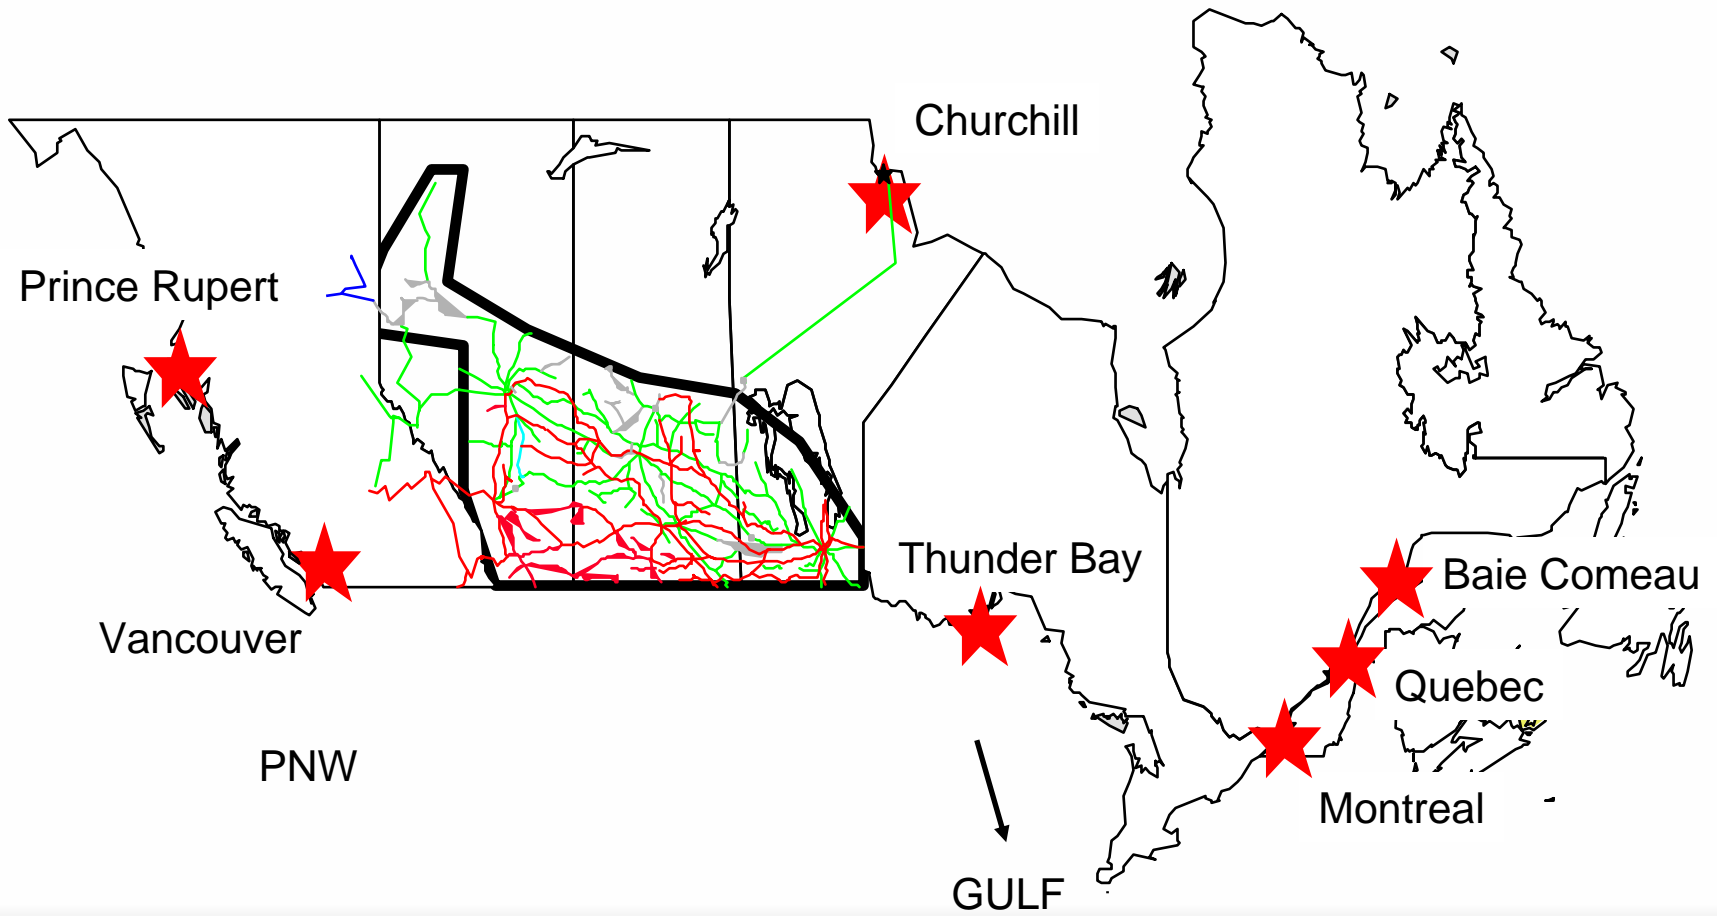 Churchill
Prince Rupert
Thunder Bay
Baie Comeau
Vancouver
Quebec
PNW
Montreal
GULF